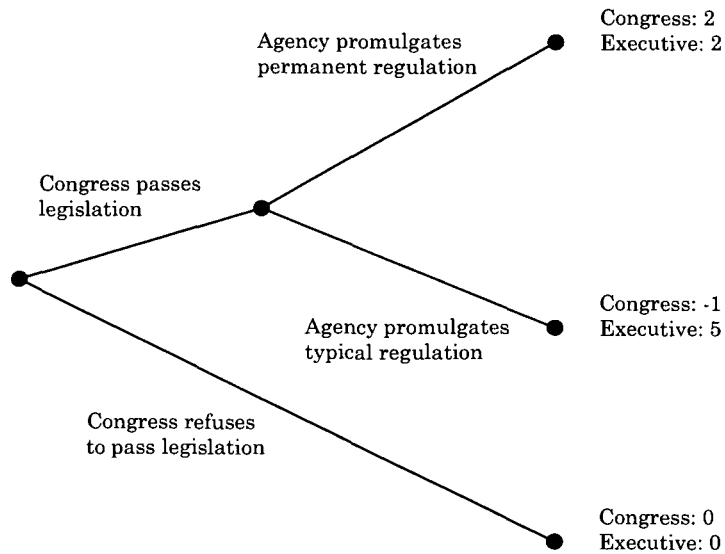 Congress: 2
Executive: 2
Agency promulgates
permanent regulation
Congress passes
legislation
Congress: -1
Executive: 5
Agency promulgates
typical regulation
Congress refuses
to pass legislation
Congress: 0
Executive: 0